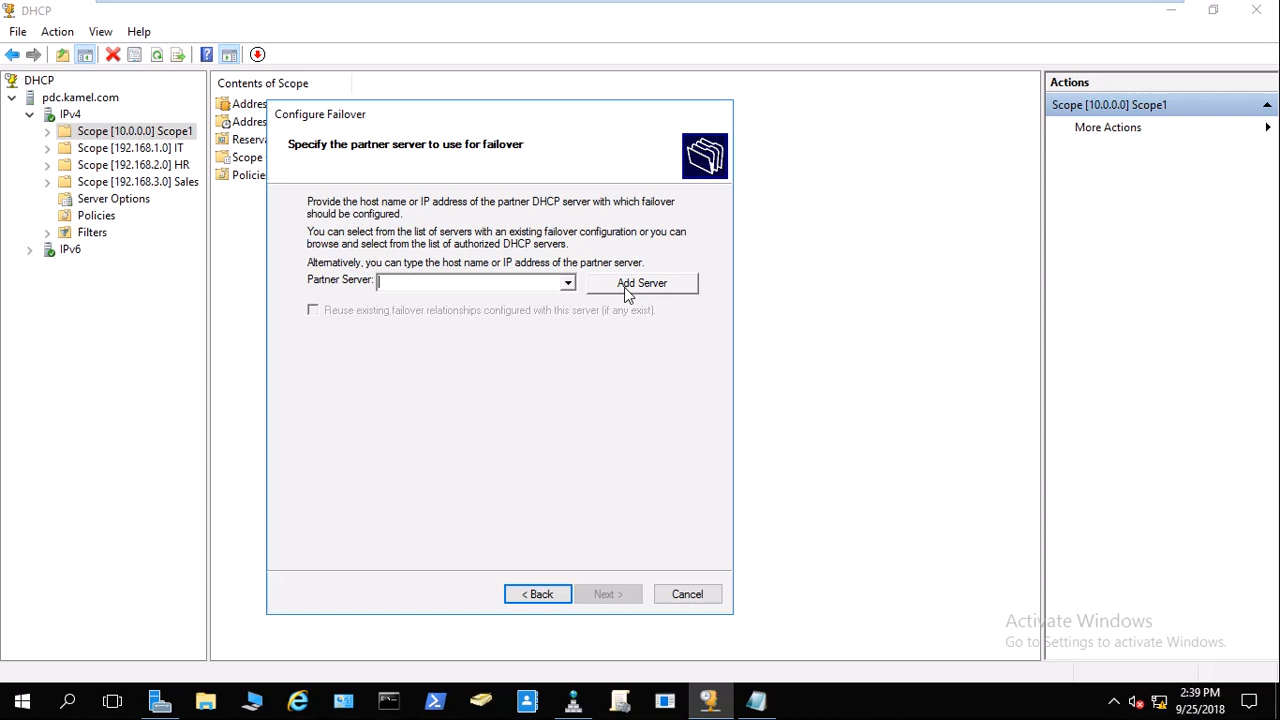 DHCP
File Action View Help
DHCP
pdc.kamel.com
IPv4
Scope [10.0.0.0] Scope1
Scope [192.168.1.0] IT
Scope [192.168.2.0] HR
Scope [192.168.3.0] Sales
Server Options
Policies
Filters
IPv6
Contents of Scope
Addres
Addres
Reserva
Scope
Policie
Configure Failover
Specify the partner server to use for failover
Provide the host name or IP address of the partner DHCP server with which failover
should be configured.
You can select from the list of servers with an existing failover configuration or you can
browse and select from the list of authorized DHCP servers.
Alternatively, you can type the host name or IP address of the partner server.
Partner Server: Add Server
Reuse existing failover relationships configured with this server (if any exist).
< Back Next > Cancel
Actions
Scope [10.0.0.0] Scope1
More Actions
Activate Windows
Go to Settings to activate Windows.
2:39 PM
9/25/2018